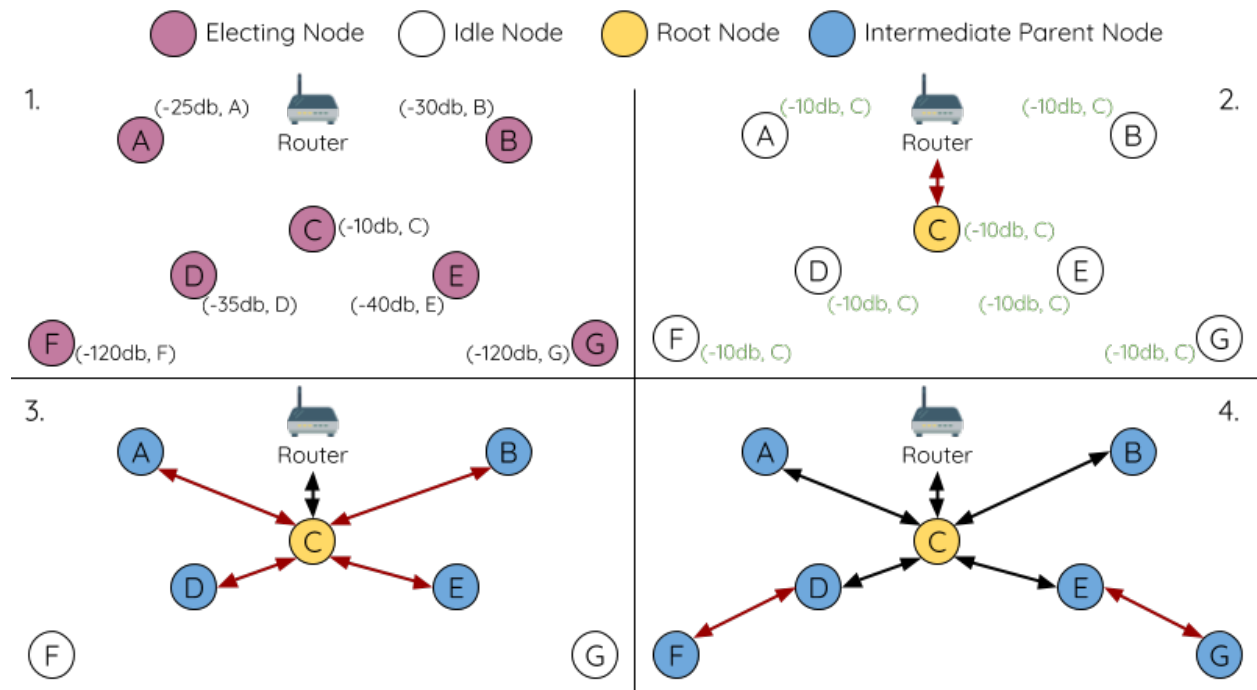 Electing Node
Idle Node
Root Node
Intermediate Parent Node
1.
(-25db, A)
(-30db, B)
A
B
Router
C
(-10db, C)
D
E
(-35db, D)
(-40db, E)
F
(-120db, F)
(-120db, G)
G
2.
(-10db, C)
(-10db, C)
A
B
Router
C
(-10db, C)
D
E
(-10db, C)
(-10db, C)
F
(-10db, C)
(-10db, C)
G
3.
A
Router
B
C
D
E
F
G
4.
A
Router
B
C
D
E
F
G